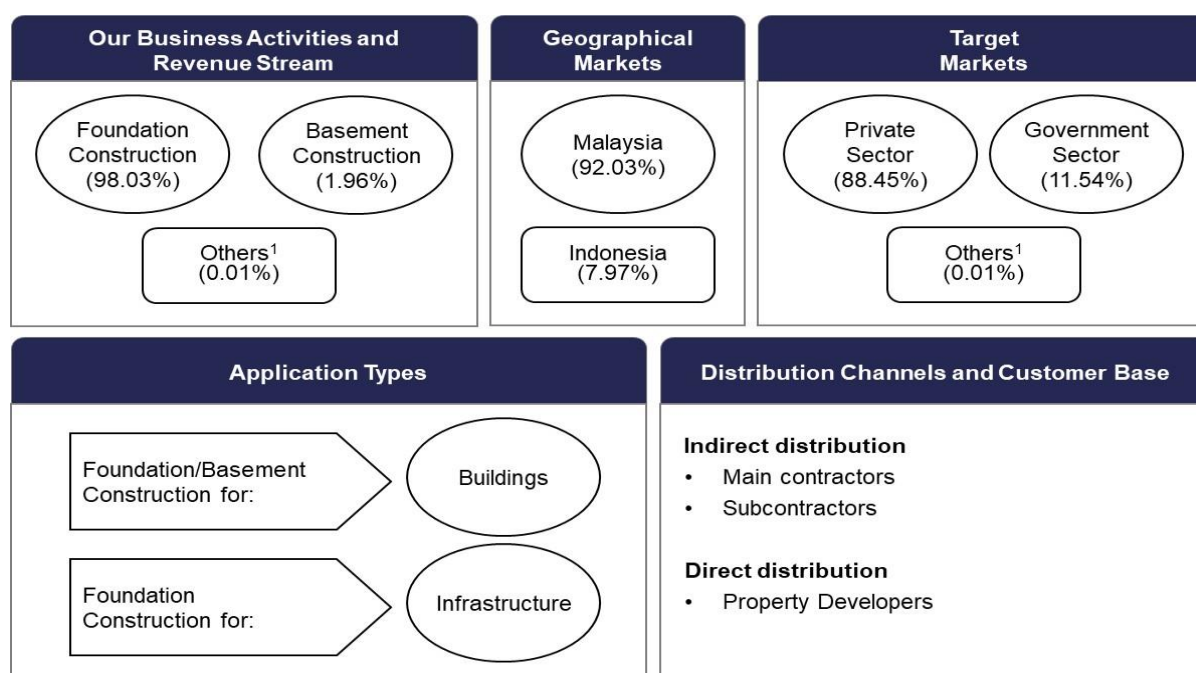 Our Business Activities and
Revenue Stream
Foundation
Construction
(98.03%)
Basement
Construction
(1.96%)
Others¹
(0.01%)
Geographical
Markets
Malaysia
(92.03%)
Indonesia
(7.97%)
Target
Markets
Private
Sector
(88.45%)
Government
Sector
(11.54%)
Others¹
(0.01%)
Application Types
Foundation/Basement
Construction for:
Buildings
Foundation
Construction for:
Infrastructure
Distribution Channels and Customer Base
Indirect distribution
• Main contractors
• Subcontractors
Direct distribution
• Property Developers